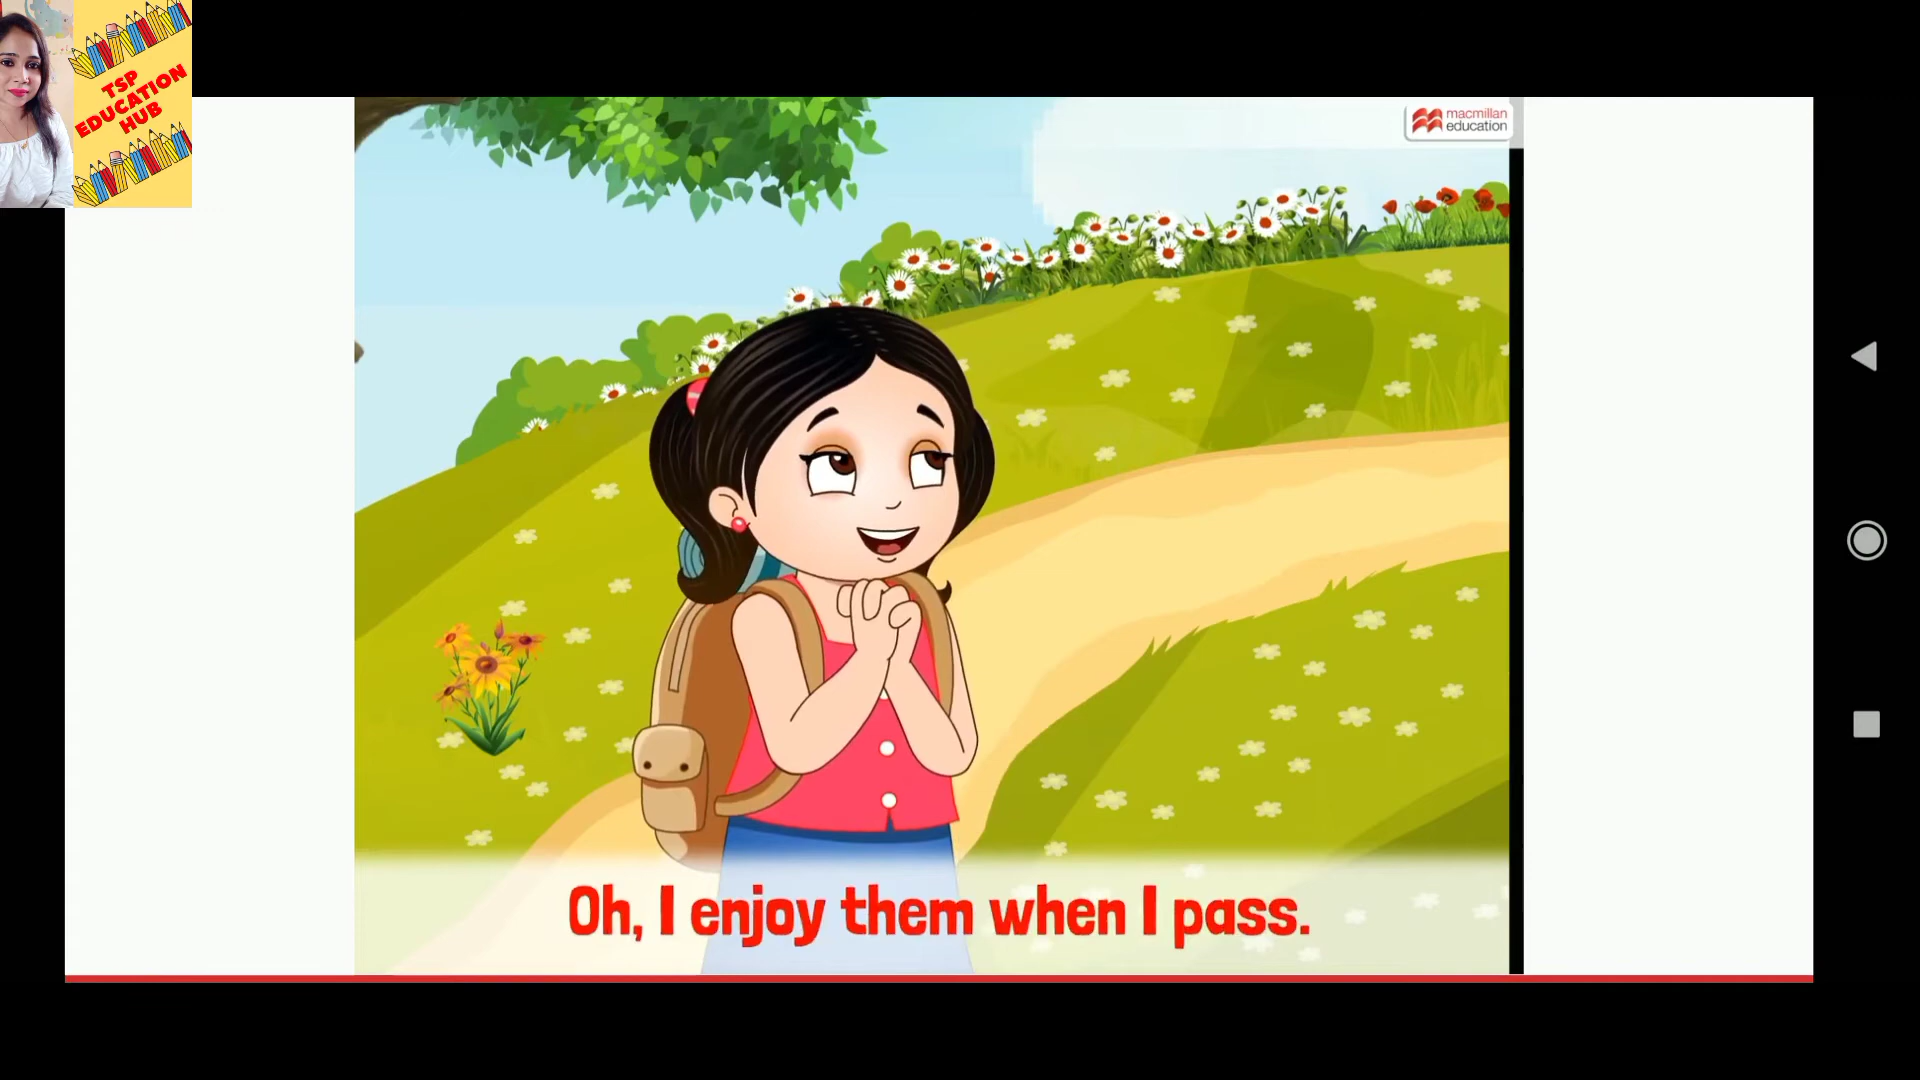 TSP
EDUCATION
HUB
macmillan
education
Oh, I enjoy them when I pass.